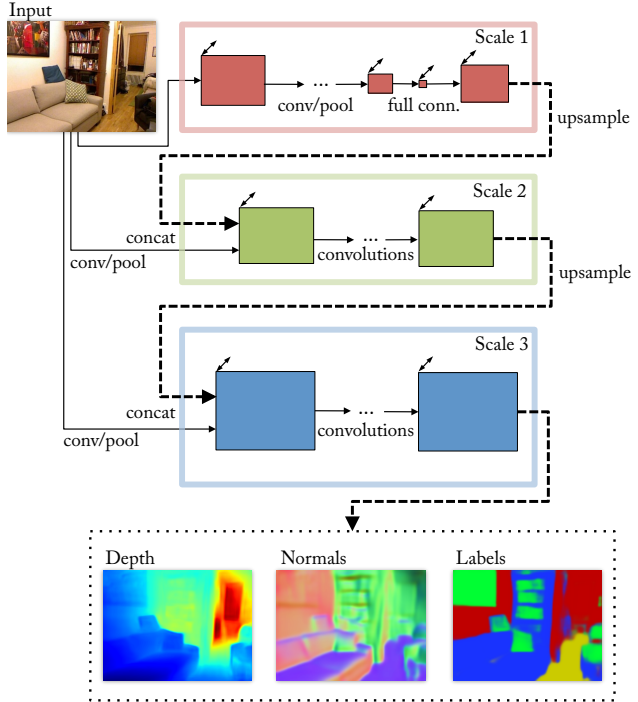 Input
Scale 1
...
conv/pool
full conn.
upsample
Scale 2
concat
...
conv/pool
convolutions
upsample
Scale 3
concat
...
conv/pool
convolutions
Depth
Normals
Labels